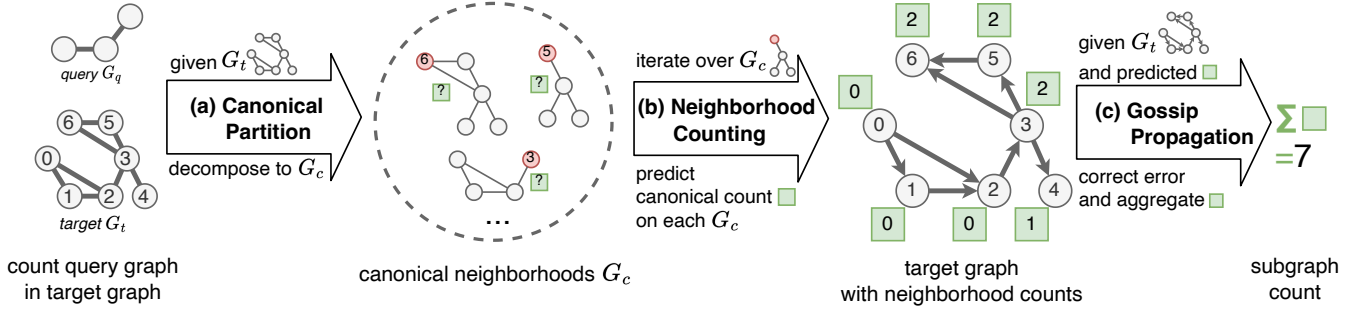 query G_q
6 5
0 3
1 2 4
target G_t
count query graph
in target graph
given G_t
(a) Canonical
Partition
decompose to G_c
6
?
5
?
3
?
...
canonical neighborhoods G_c
iterate over G_c
(b) Neighborhood
Counting
predict
canonical count
on each G_c
2 2
6 5
0 2
0 3
1 2 4
0 0 1
target graph
with neighborhood counts
given G_t
and predicted
(c) Gossip
Propagation
correct error
and aggregate
Σ
=7
subgraph
count